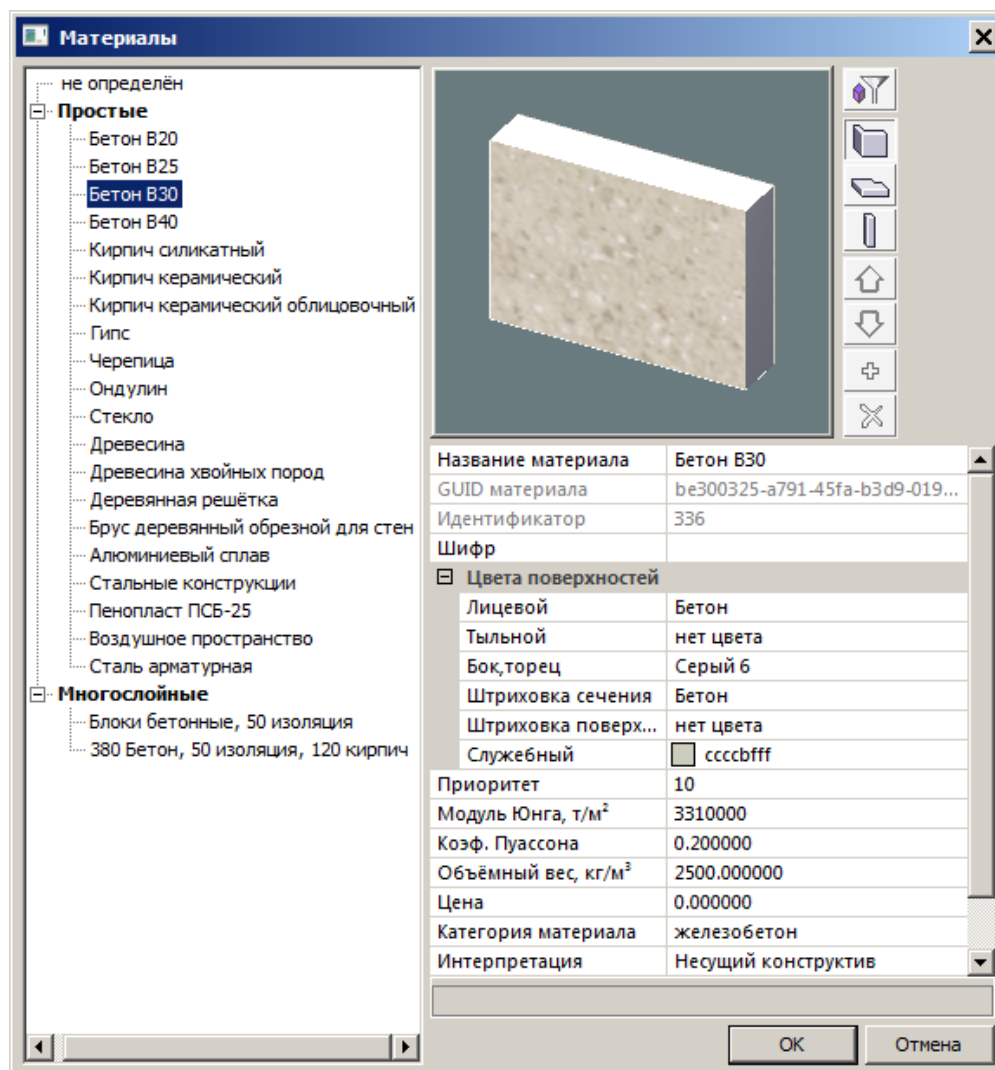 Материалы
не определён
Простые
Бетон B20
Бетон B25
Бетон B30
Бетон B40
Кирпич силикатный
Кирпич керамический
Кирпич керамический облицовочный
Гипс
Черепица
Ондулин
Стекло
Древесина
Древесина хвойных пород
Деревянная решётка
Брус деревянный обрезной для стен
Алюминиевый сплав
Стальные конструкции
Пенопласт ПСБ-25
Воздушное пространство
Сталь арматурная
Многослойные
Блоки бетонные, 50 изоляция
380 Бетон, 50 изоляция, 120 кирпич
Название материала Бетон B30
GUID материала be300325-a791-45fa-b3d9-019...
Идентификатор 336
Шифр
Цвета поверхностей
Лицевой Бетон
Тыльной нет цвета
Бок,торец Серый 6
Штриховка сечения Бетон
Штриховка поверх... нет цвета
Служебный ccccbfff
Приоритет 10
Модуль Юнга, т/м² 3310000
Коэф. Пуассона 0.200000
Объёмный вес, кг/м³ 2500.000000
Цена 0.000000
Категория материала железобетон
Интерпретация Несущий конструктив
OK Отмена